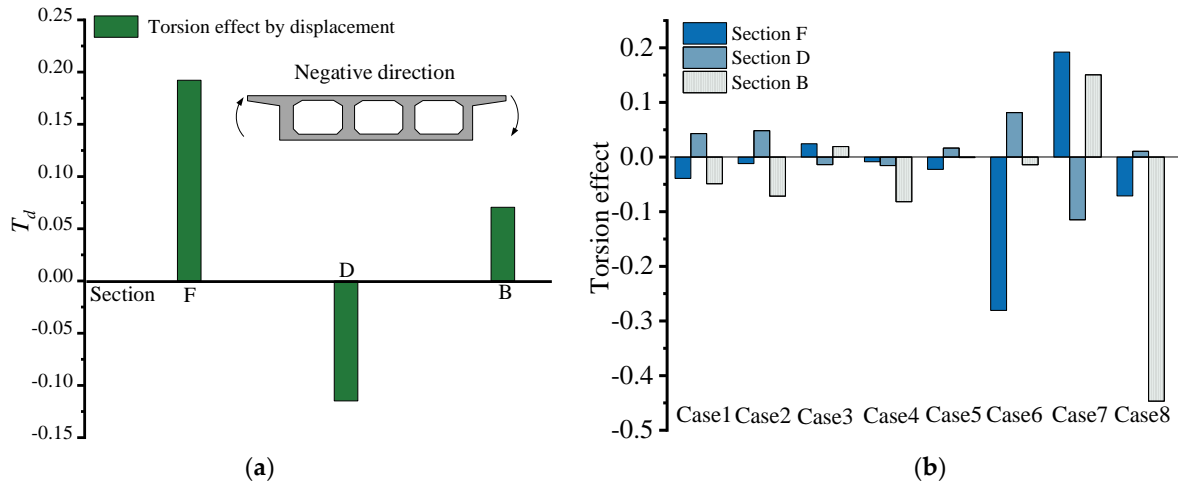 0.25
0.20
0.15
0.10
0.05
0.00
-0.05
-0.10
-0.15
T_d
Torsion effect by displacement
Negative direction
D
Section
F
B
(a)
0.2
0.1
0.0
-0.1
-0.2
-0.3
-0.4
-0.5
Torsion effect
Section F
Section D
Section B
Case1 Case2 Case3 Case4 Case5 Case6 Case7 Case8
(b)